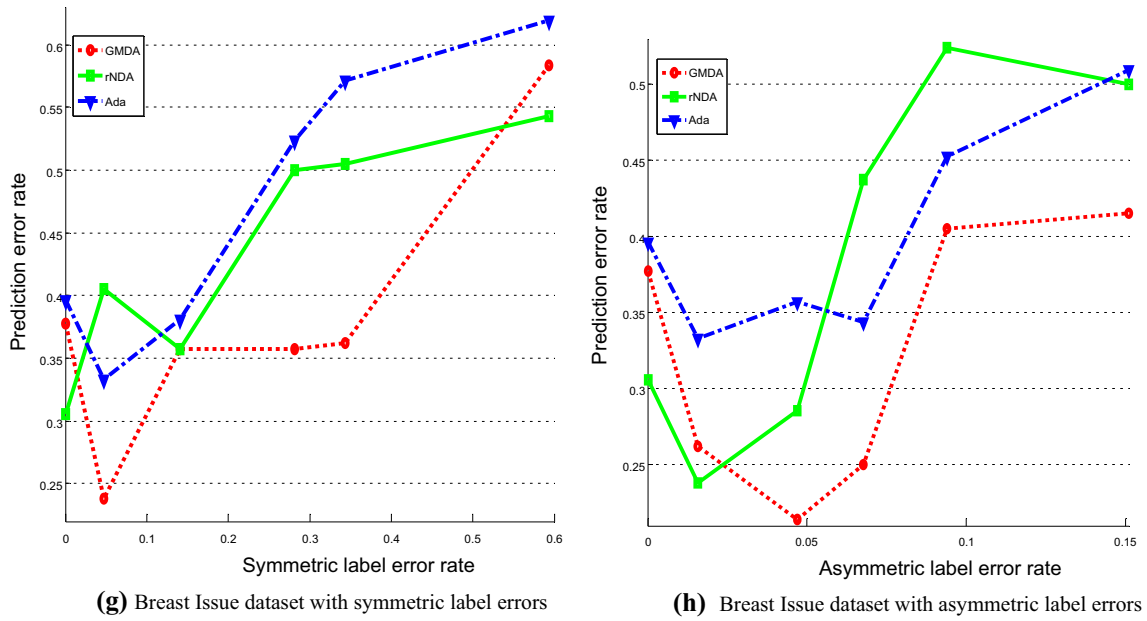 GMDA
rNDA
Ada
Prediction error rate
0.6
0.55
0.5
0.45
0.4
0.35
0.3
0.25
0
0.1
0.2
0.3
0.4
0.5
0.6
Symmetric label error rate
(g) Breast Issue dataset with symmetric label errors
GMDA
rNDA
Ada
Prediction error rate
0.5
0.45
0.4
0.35
0.3
0.25
0
0.05
0.1
0.15
Asymmetric label error rate
(h) Breast Issue dataset with asymmetric label errors